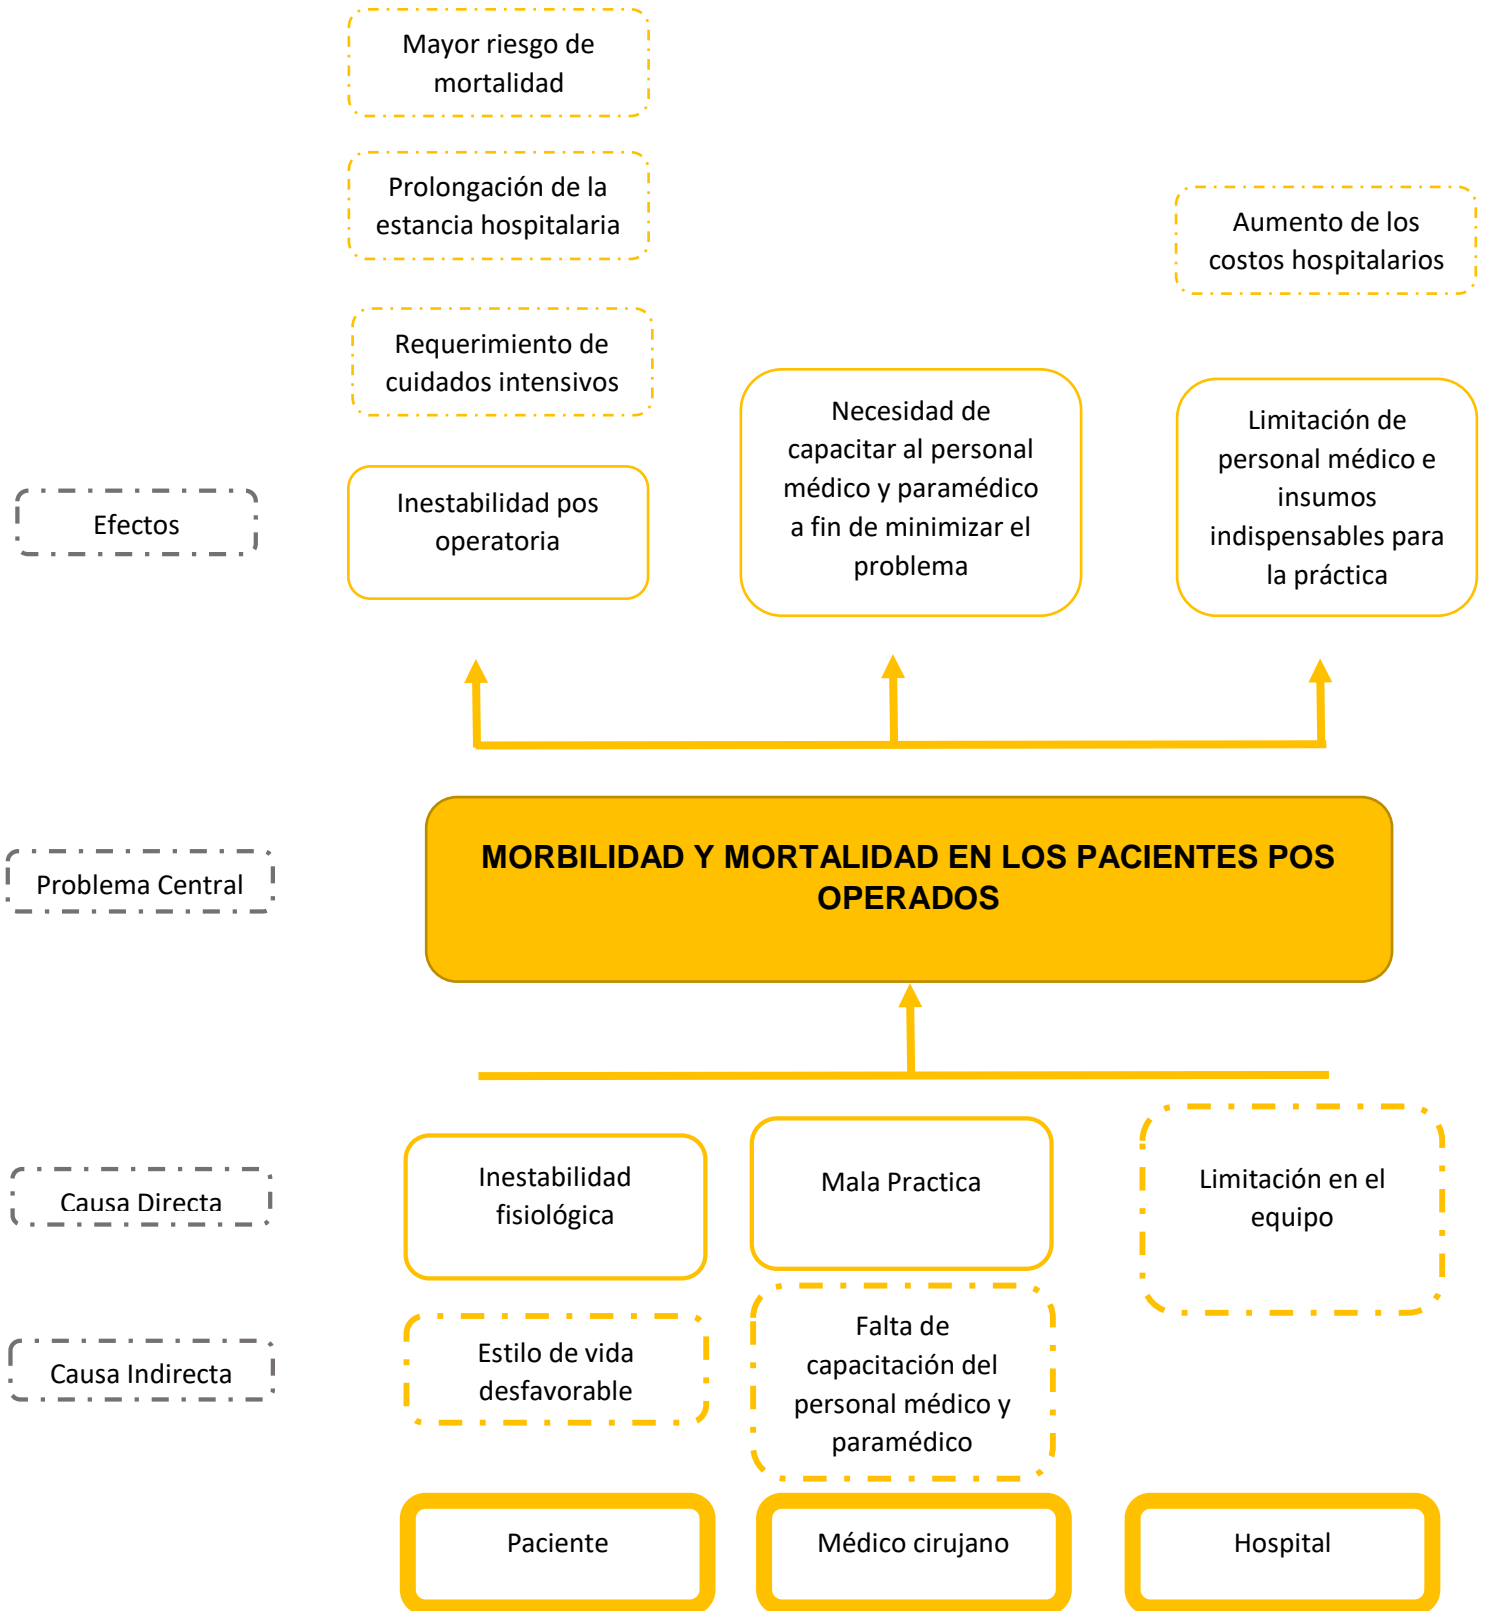 Mayor riesgo de
mortalidad
Prolongación de la
estancia hospitalaria
Aumento de los
costos hospitalarios
Requerimiento de
cuidados intensivos
Efectos
Inestabilidad pos
operatoria
Necesidad de
capacitar al personal
médico y paramédico
a fin de minimizar el
problema
Limitación de
personal médico e
insumos
indispensables para
la práctica
Problema Central
MORBILIDAD Y MORTALIDAD EN LOS PACIENTES POS
OPERADOS
Causa Directa
Inestabilidad
fisiológica
Mala Practica
Limitación en el
equipo
Causa Indirecta
Estilo de vida
desfavorable
Falta de
capacitación del
personal médico y
paramédico
Paciente
Médico cirujano
Hospital